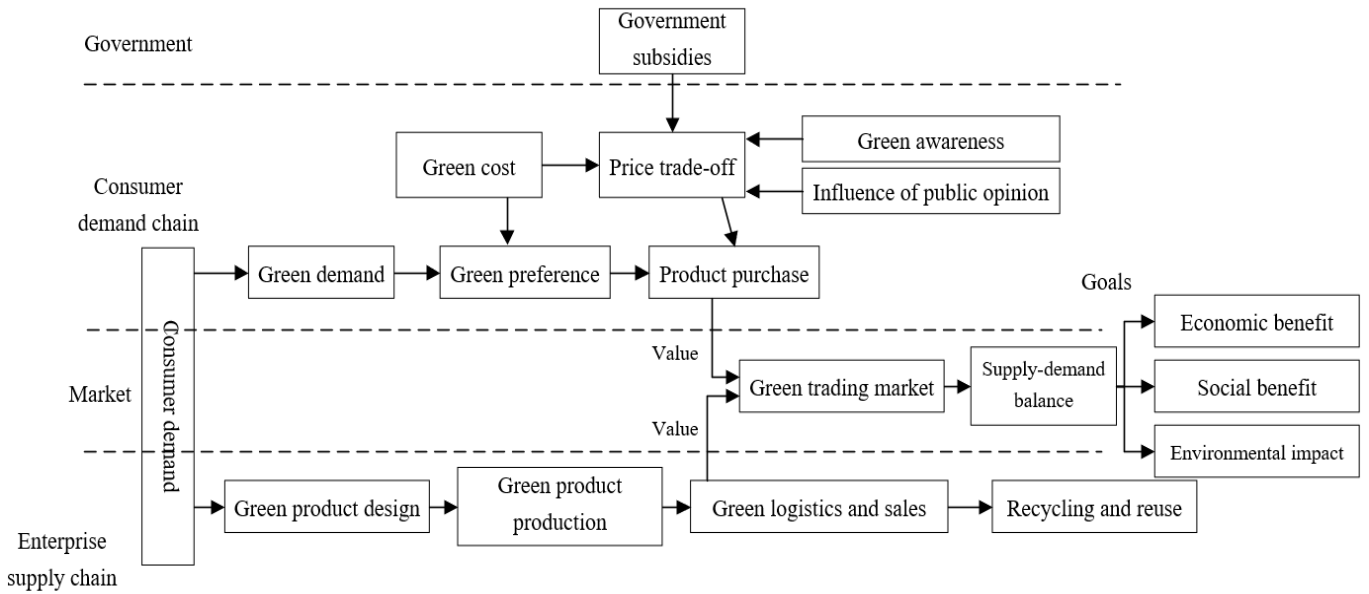 Government
Government
subsidies
Green cost
Price trade-off
Green awareness
Influence of public opinion
Consumer
demand chain
Green demand
Green preference
Product purchase
Goals
Consumer demand
Market
Value
Value
Green trading market
Supply-demand
balance
Economic benefit
Social benefit
Environmental impact
Green product design
Green product
production
Green logistics and sales
Recycling and reuse
Enterprise
supply chain